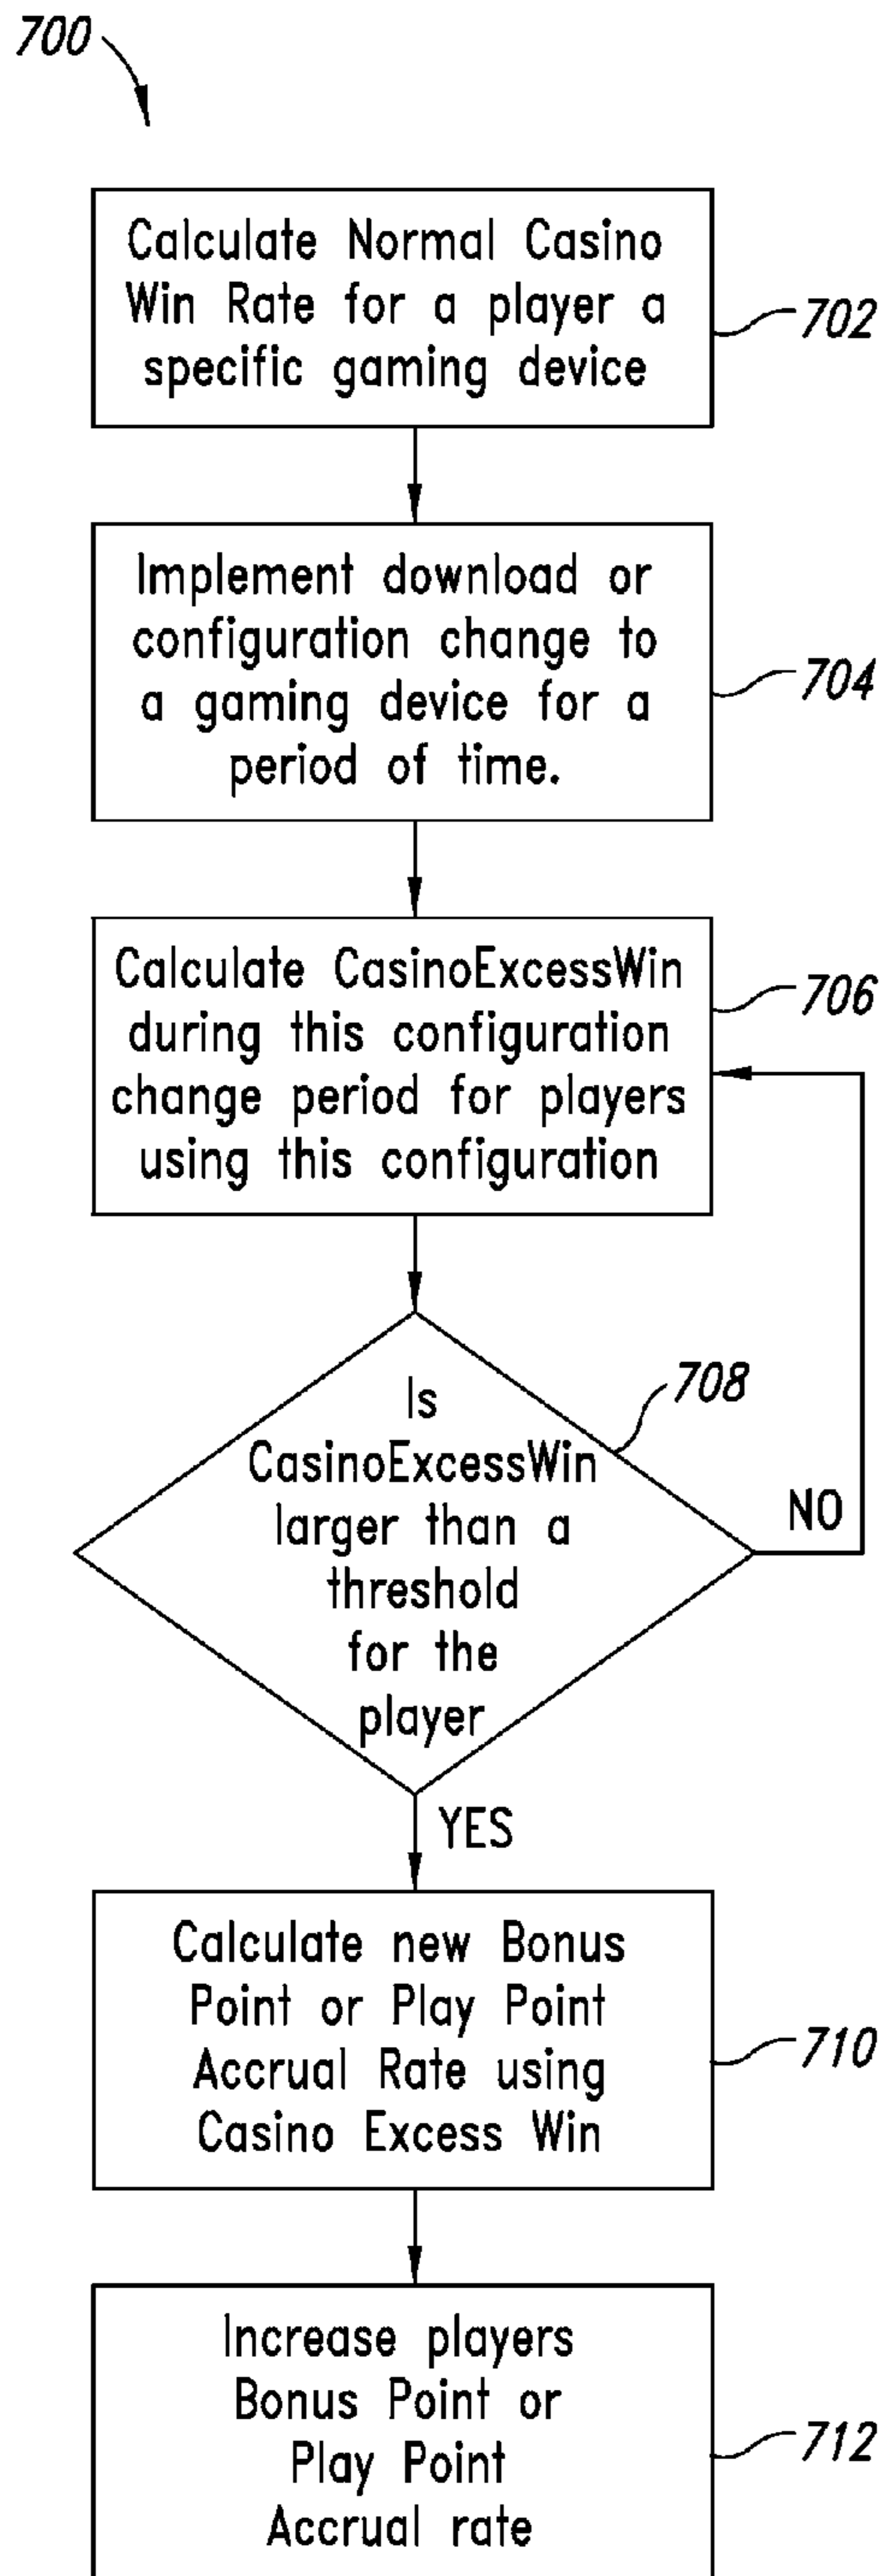 700
Calculate Normal Casino
Win Rate for a player a
specific gaming device
702
Implement download or
configuration change to
a gaming device for a
period of time.
704
Calculate CasinoExcessWin
during this configuration
change period for players
using this configuration
706
Is
CasinoExcessWin
larger than a
threshold
for the
player
708
NO
YES
Calculate new Bonus
Point or Play Point
Accrual Rate using
Casino Excess Win
710
Increase players
Bonus Point or
Play Point
Accrual rate
712